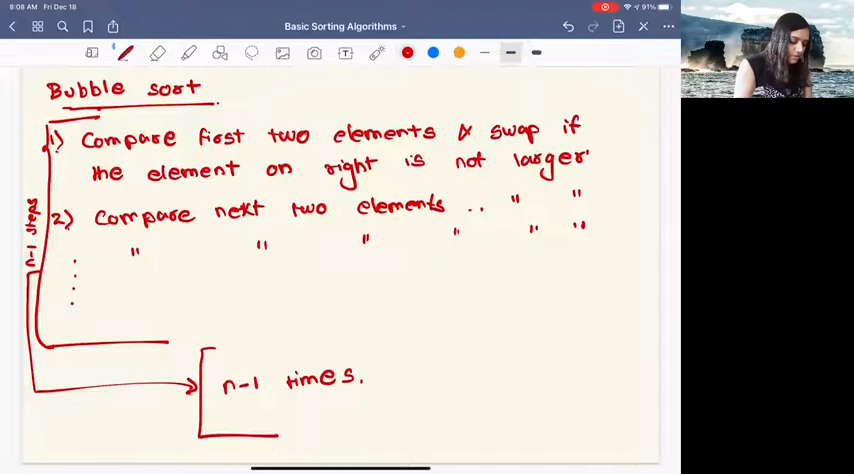 9:08 AM Fri Dec 18
91%
Basic Sorting Algorithms
Bubble sort
1) Compare first two elements & swap if
the element on right is not larger
2) Compare next two elements .. " "
" " " " " "
n-1 steps
n-1 times.